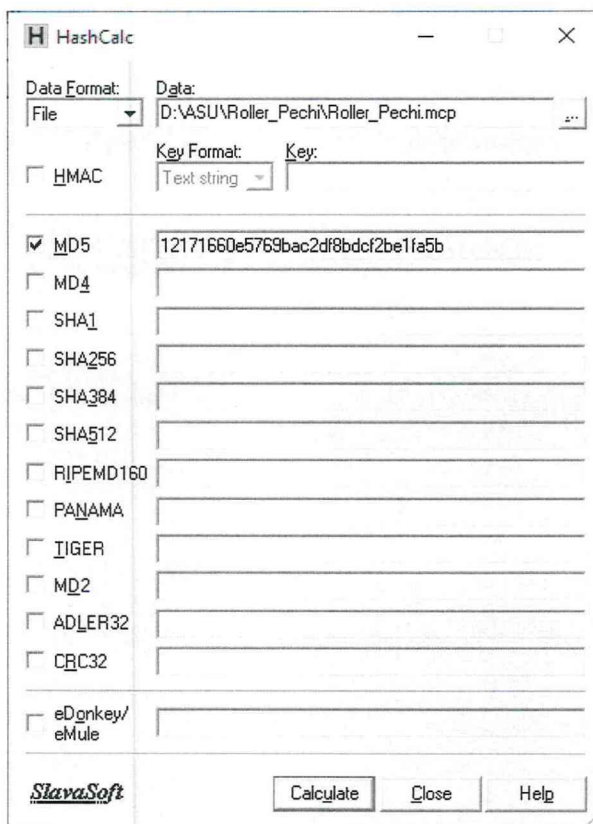 HashCalc
Data Format: Data:
File D:\ASU\Roller_Pechi\Roller_Pechi.mcp ...
Key Format: Key:
HMAC Text string
MD5 12171660e5769bac2df8bdcf2be1fa5b
MD4
SHA1
SHA256
SHA384
SHA512
RIPEMD160
PANAMA
TIGER
MD2
ADLER32
CRC32
eDonkey/
eMule
SlavaSoft Calculate Close Help